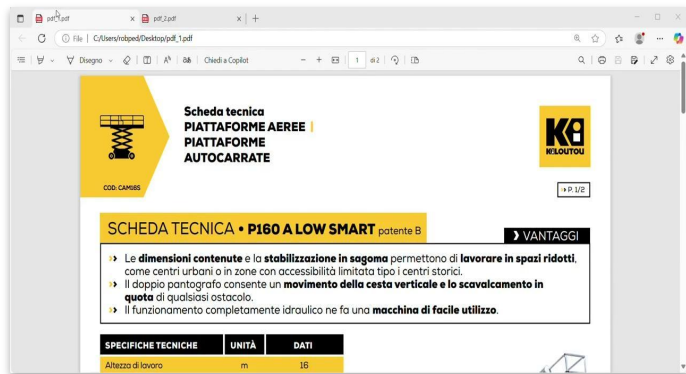 pdf_1.pdf
pdf_2.pdf
File
C:/Users/robped/Desktop/pdf_1.pdf
Disegno
Chiedi a Copilot
1
di 2
Scheda tecnica
PIATTAFORME AEREE |
PIATTAFORME
AUTOCARRATE
KILOUTOU
COD: CAM16S
P. 1/2
SCHEDA TECNICA • P160 A LOW SMART patente B
VANTAGGI
Le dimensioni contenute e la stabilizzazione in sagoma permettono di lavorare in spazi ridotti,
come centri urbani o in zone con accessibilità limitata tipo i centri storici.
Il doppio pantografo consente un movimento della cesta verticale e lo scavalcamento in
quota di qualsiasi ostacolo.
Il funzionamento completamente idraulico ne fa una macchina di facile utilizzo.
SPECIFICHE TECNICHE UNITÀ DATI
Altezza di lavoro m 16